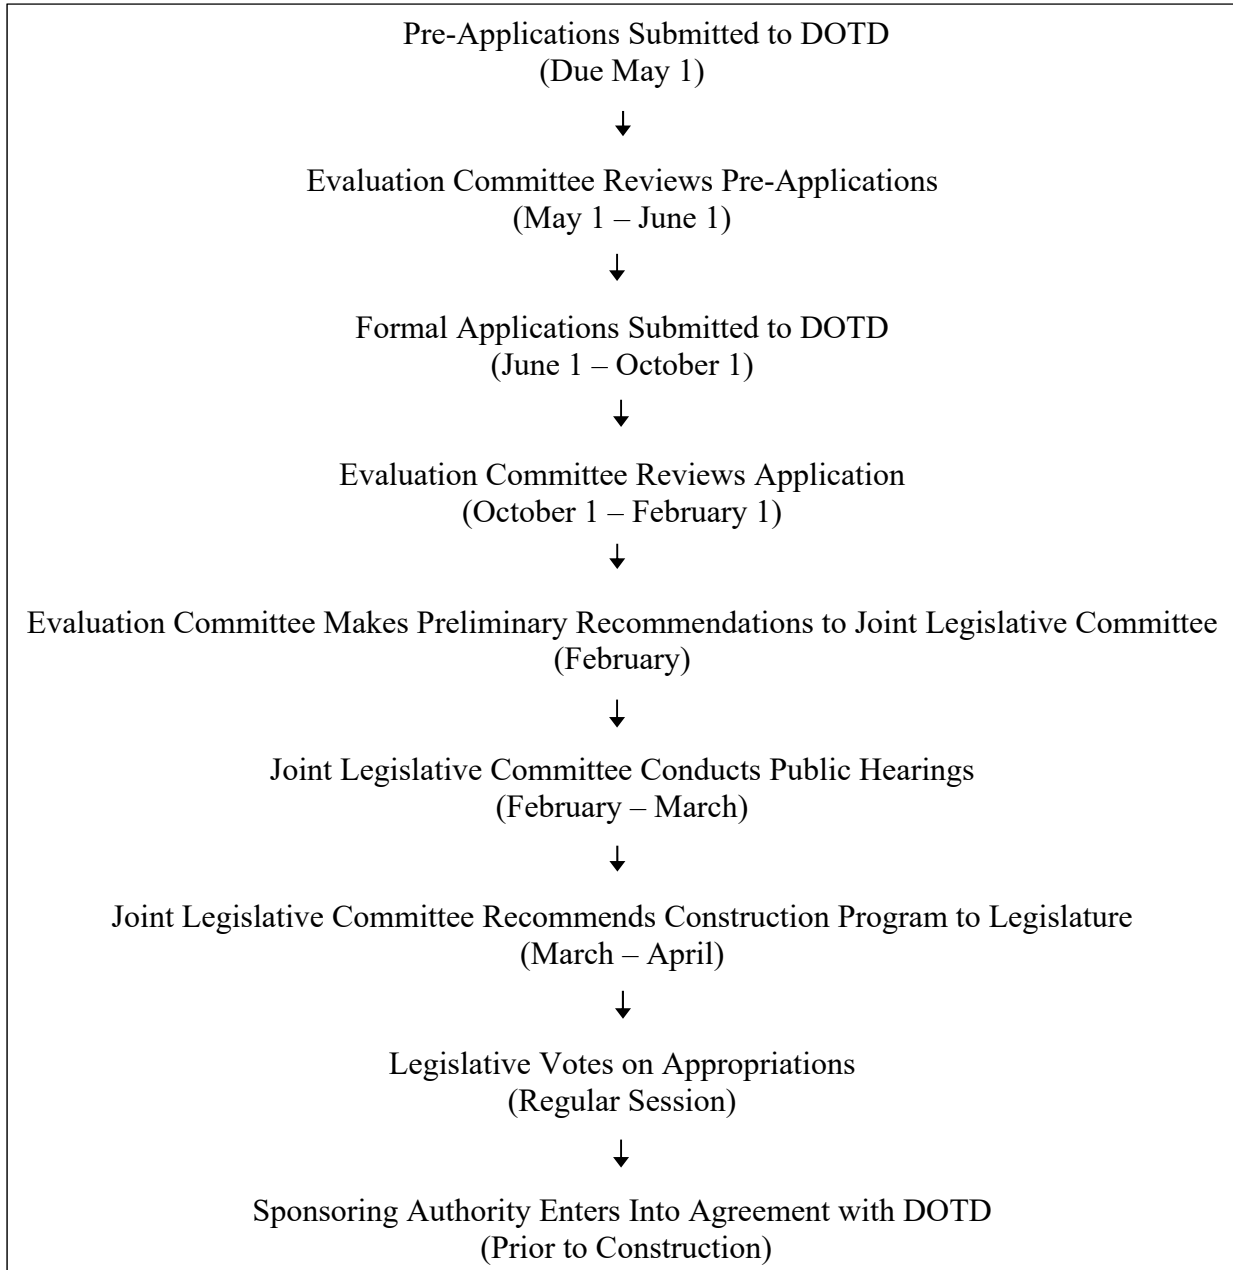 Pre-Applications Submitted to DOTD
(Due May 1)
Evaluation Committee Reviews Pre-Applications
(May 1 – June 1)
Formal Applications Submitted to DOTD
(June 1 – October 1)
Evaluation Committee Reviews Application
(October 1 – February 1)
Evaluation Committee Makes Preliminary Recommendations to Joint Legislative Committee
(February)
Joint Legislative Committee Conducts Public Hearings
(February – March)
Joint Legislative Committee Recommends Construction Program to Legislature
(March – April)
Legislative Votes on Appropriations
(Regular Session)
Sponsoring Authority Enters Into Agreement with DOTD
(Prior to Construction)